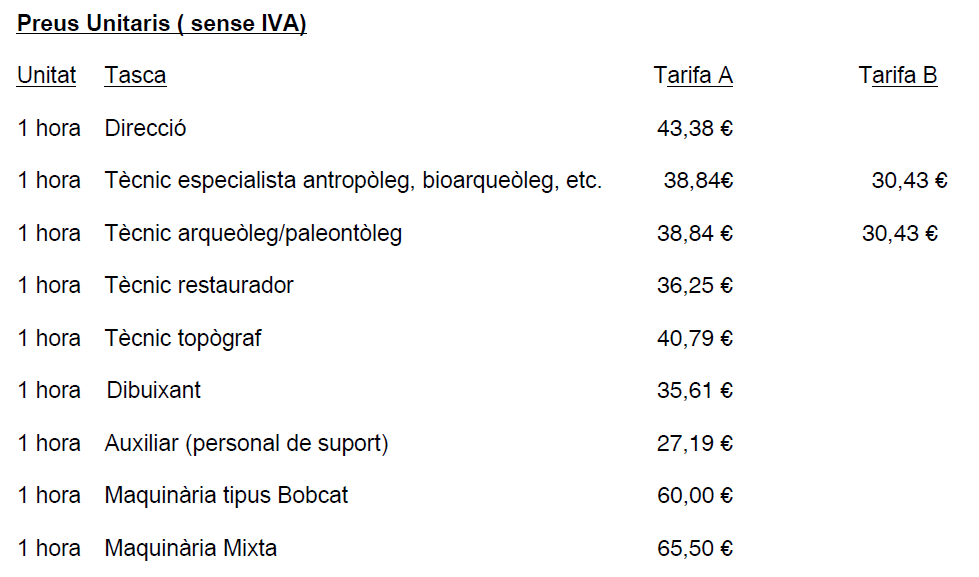 Preus Unitaris ( sense IVA)
Unitat Tasca Tarifa A Tarifa B
1 hora Direcció 43,38 €
1 hora Tècnic especialista antropòleg, bioarqueòleg, etc. 38,84€ 30,43 €
1 hora Tècnic arqueòleg/paleontòleg 38,84 € 30,43 €
1 hora Tècnic restaurador 36,25 €
1 hora Tècnic topògraf 40,79 €
1 hora Dibuixant 35,61 €
1 hora Auxiliar (personal de suport) 27,19 €
1 hora Maquinària tipus Bobcat 60,00 €
1 hora Maquinària Mixta 65,50 €